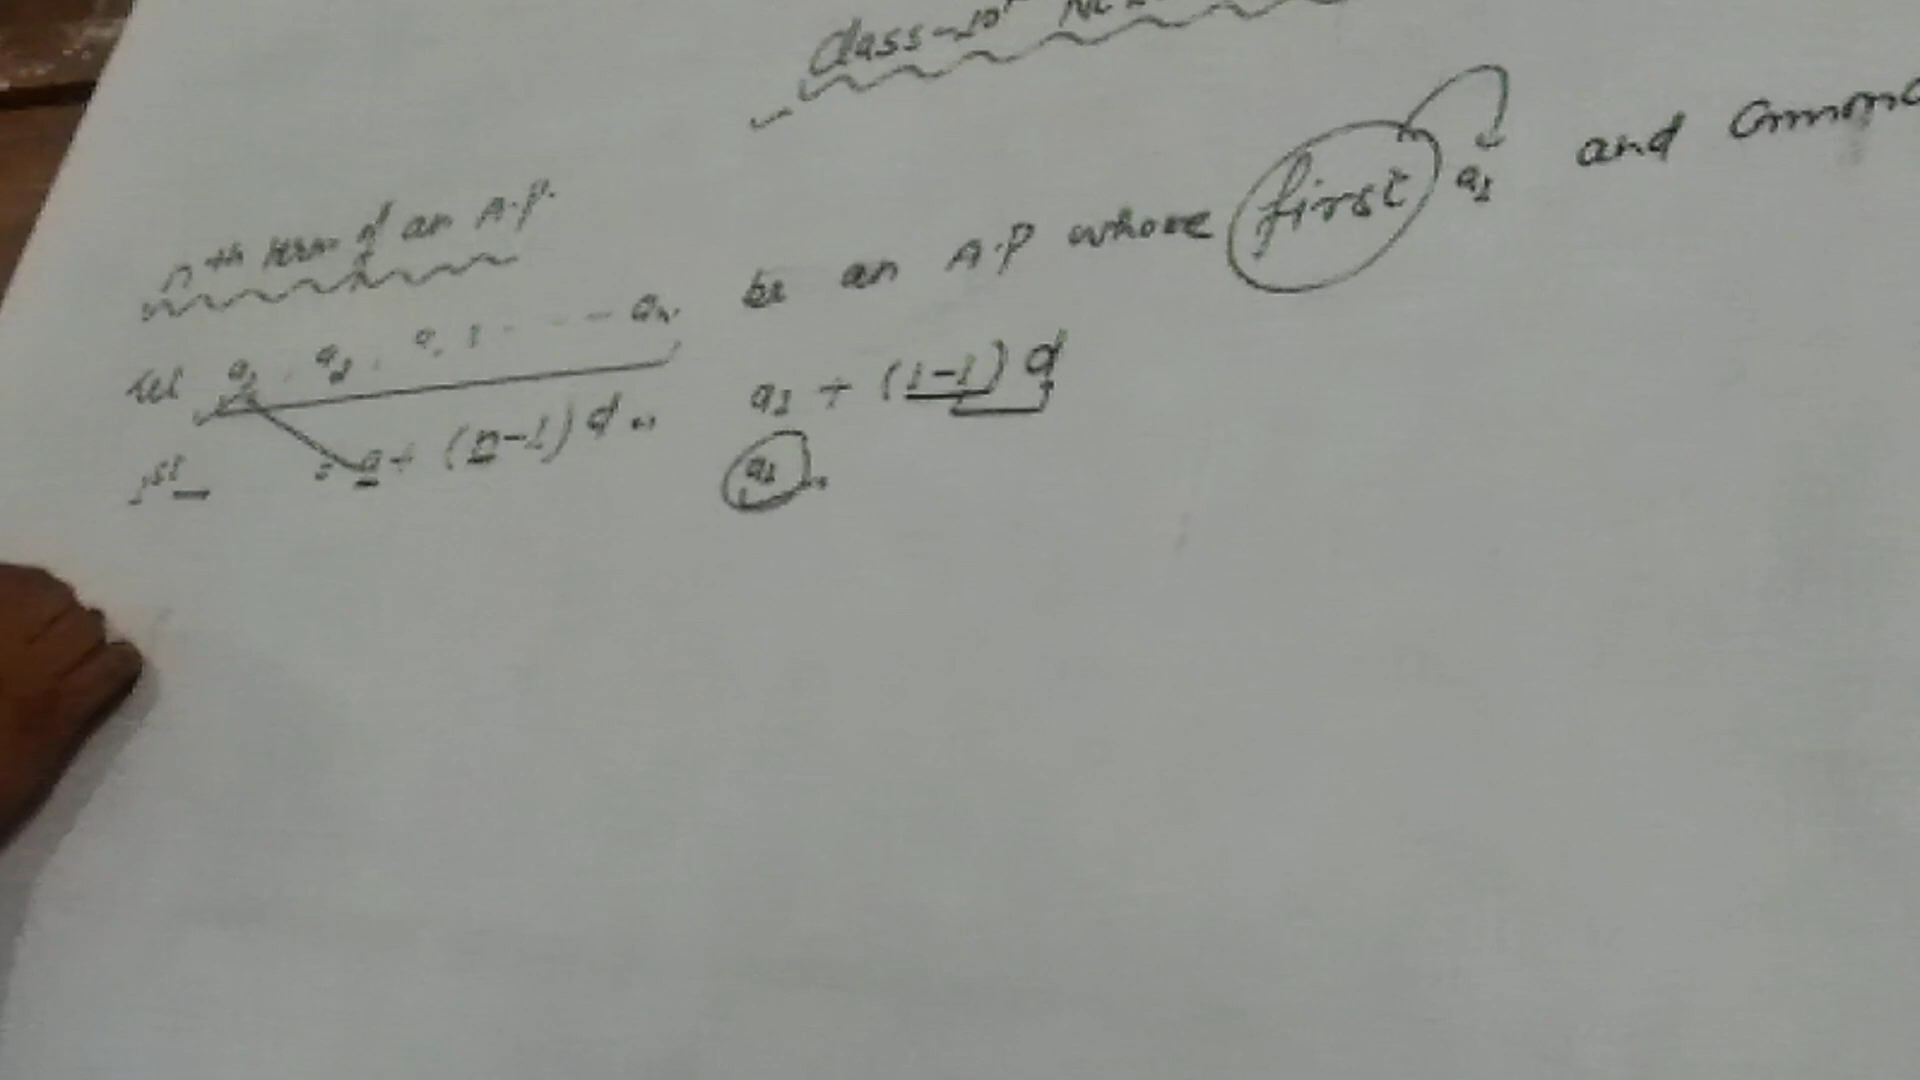 Class-10th
nth term of an A.P.
Let a1, a2, a3 ---- an be an A.P whose first a1 and common
1st = a + (n-1) d " a1 + (1-1) d
a1 "